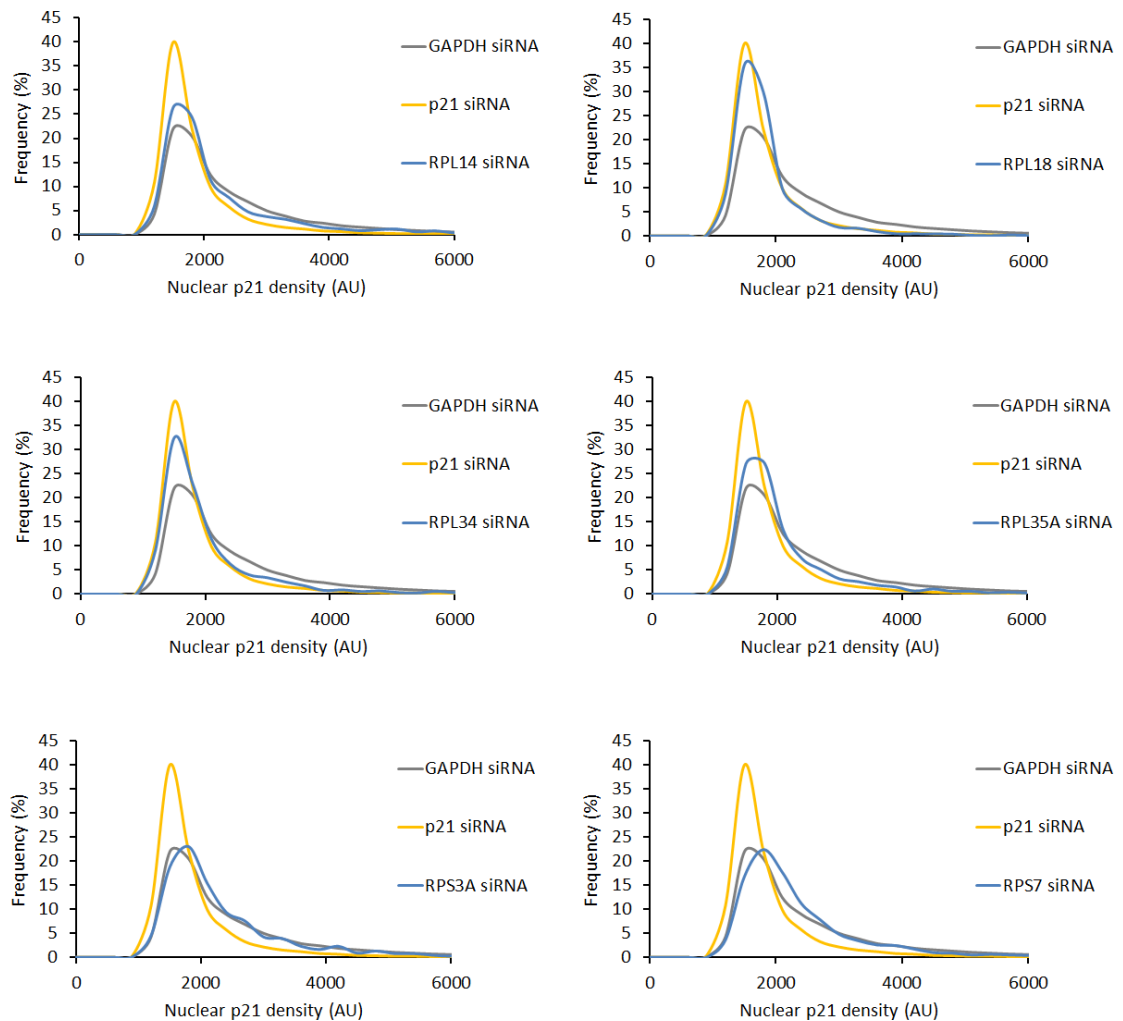 45
40
35
30
25
20
15
10
5
0
Frequency (%)
0 2000 4000 6000
Nuclear p21 density (AU)
GAPDH siRNA
p21 siRNA
RPL14 siRNA
45
40
35
30
25
20
15
10
5
0
Frequency (%)
0 2000 4000 6000
Nuclear p21 density (AU)
GAPDH siRNA
p21 siRNA
RPL18 siRNA
45
40
35
30
25
20
15
10
5
0
Frequency (%)
0 2000 4000 6000
Nuclear p21 density (AU)
GAPDH siRNA
p21 siRNA
RPL34 siRNA
45
40
35
30
25
20
15
10
5
0
Frequency (%)
0 2000 4000 6000
Nuclear p21 density (AU)
GAPDH siRNA
p21 siRNA
RPL35A siRNA
45
40
35
30
25
20
15
10
5
0
Frequency (%)
0 2000 4000 6000
Nuclear p21 density (AU)
GAPDH siRNA
p21 siRNA
RPS3A siRNA
45
40
35
30
25
20
15
10
5
0
Frequency (%)
0 2000 4000 6000
Nuclear p21 density (AU)
GAPDH siRNA
p21 siRNA
RPS7 siRNA